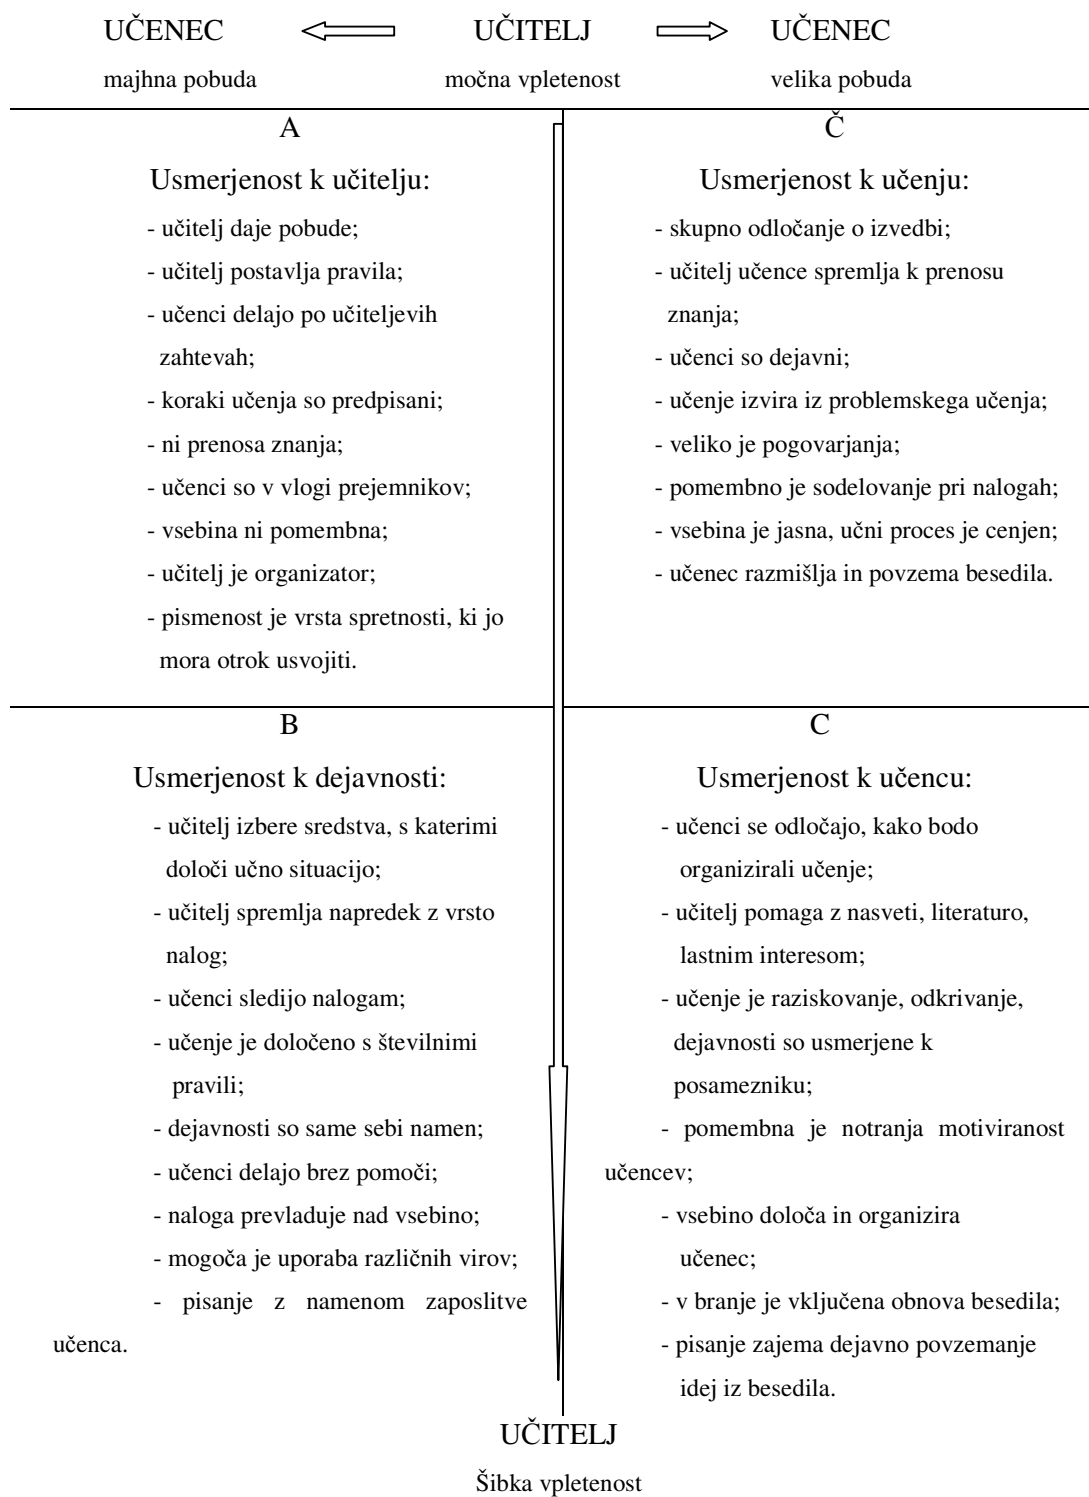 UČENEC UČITELJ UČENEC
majhna pobuda močna vpletenost velika pobuda
A
Usmerjenost k učitelju:
- učitelj daje pobude;
- učitelj postavlja pravila;
- učenci delajo po učiteljevih
zahtevah;
- koraki učenja so predpisani;
- ni prenosa znanja;
- učenci so v vlogi prejemnikov;
- vsebina ni pomembna;
- učitelj je organizator;
- pismenost je vrsta spretnosti, ki jo
mora otrok usvojiti.
Č
Usmerjenost k učenju:
- skupno odločanje o izvedbi;
- učitelj učence spremlja k prenosu
znanja;
- učenci so dejavni;
- učenje izvira iz problemskega učenja;
- veliko je pogovarjanja;
- pomembno je sodelovanje pri nalogah;
- vsebina je jasna, učni proces je cenjen;
- učenec razmišlja in povzema besedila.
B
Usmerjenost k dejavnosti:
- učitelj izbere sredstva, s katerimi
določi učno situacijo;
- učitelj spremlja napredek z vrsto
nalog;
- učenci sledijo nalogam;
- učenje je določeno s številnimi
pravili;
- dejavnosti so same sebi namen;
- učenci delajo brez pomoči;
- naloga prevladuje nad vsebino;
- mogoča je uporaba različnih virov;
- pisanje z namenom zaposlitve
učenca.
C
Usmerjenost k učencu:
- učenci se odločajo, kako bodo
organizirali učenje;
- učitelj pomaga z nasveti, literaturo,
lastnim interesom;
- učenje je raziskovanje, odkrivanje,
dejavnosti so usmerjene k
posamezniku;
- pomembna je notranja motiviranost
učencev;
- vsebino določa in organizira
učenec;
- v branje je vključena obnova besedila;
- pisanje zajema dejavno povzemanje
idej iz besedila.
UČITELJ
Šibka vpletenost